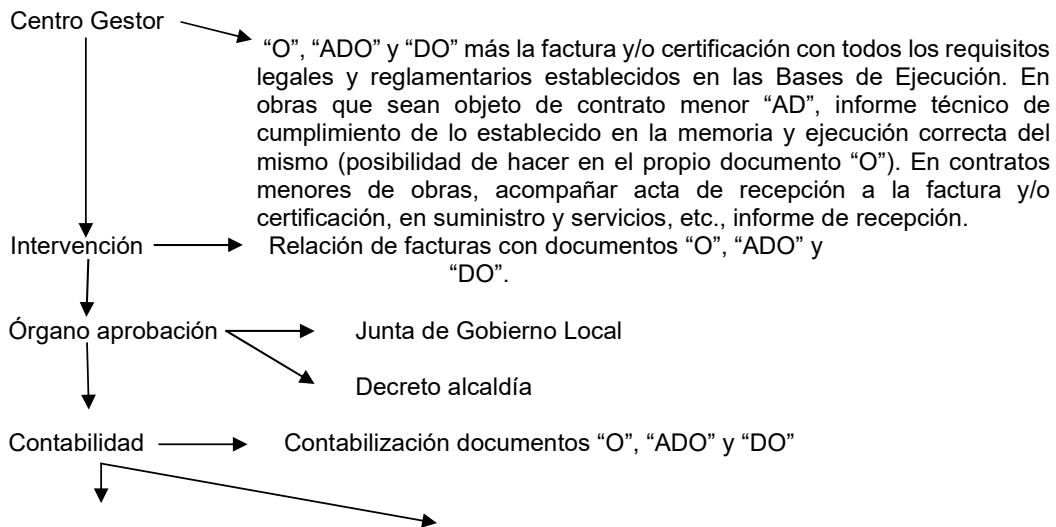 Centro Gestor
“O”, “ADO” y “DO” más la factura y/o certificación con todos los requisitos
legales y reglamentarios establecidos en las Bases de Ejecución. En
obras que sean objeto de contrato menor “AD”, informe técnico de
cumplimiento de lo establecido en la memoria y ejecución correcta del
mismo (posibilidad de hacer en el propio documento “O”). En contratos
menores de obras, acompañar acta de recepción a la factura y/o
certificación, en suministro y servicios, etc., informe de recepción.
Intervención
Relación de facturas con documentos “O”, “ADO” y
“DO”.
Órgano aprobación
Junta de Gobierno Local
Decreto alcaldía
Contabilidad
Contabilización documentos “O”, “ADO” y “DO”